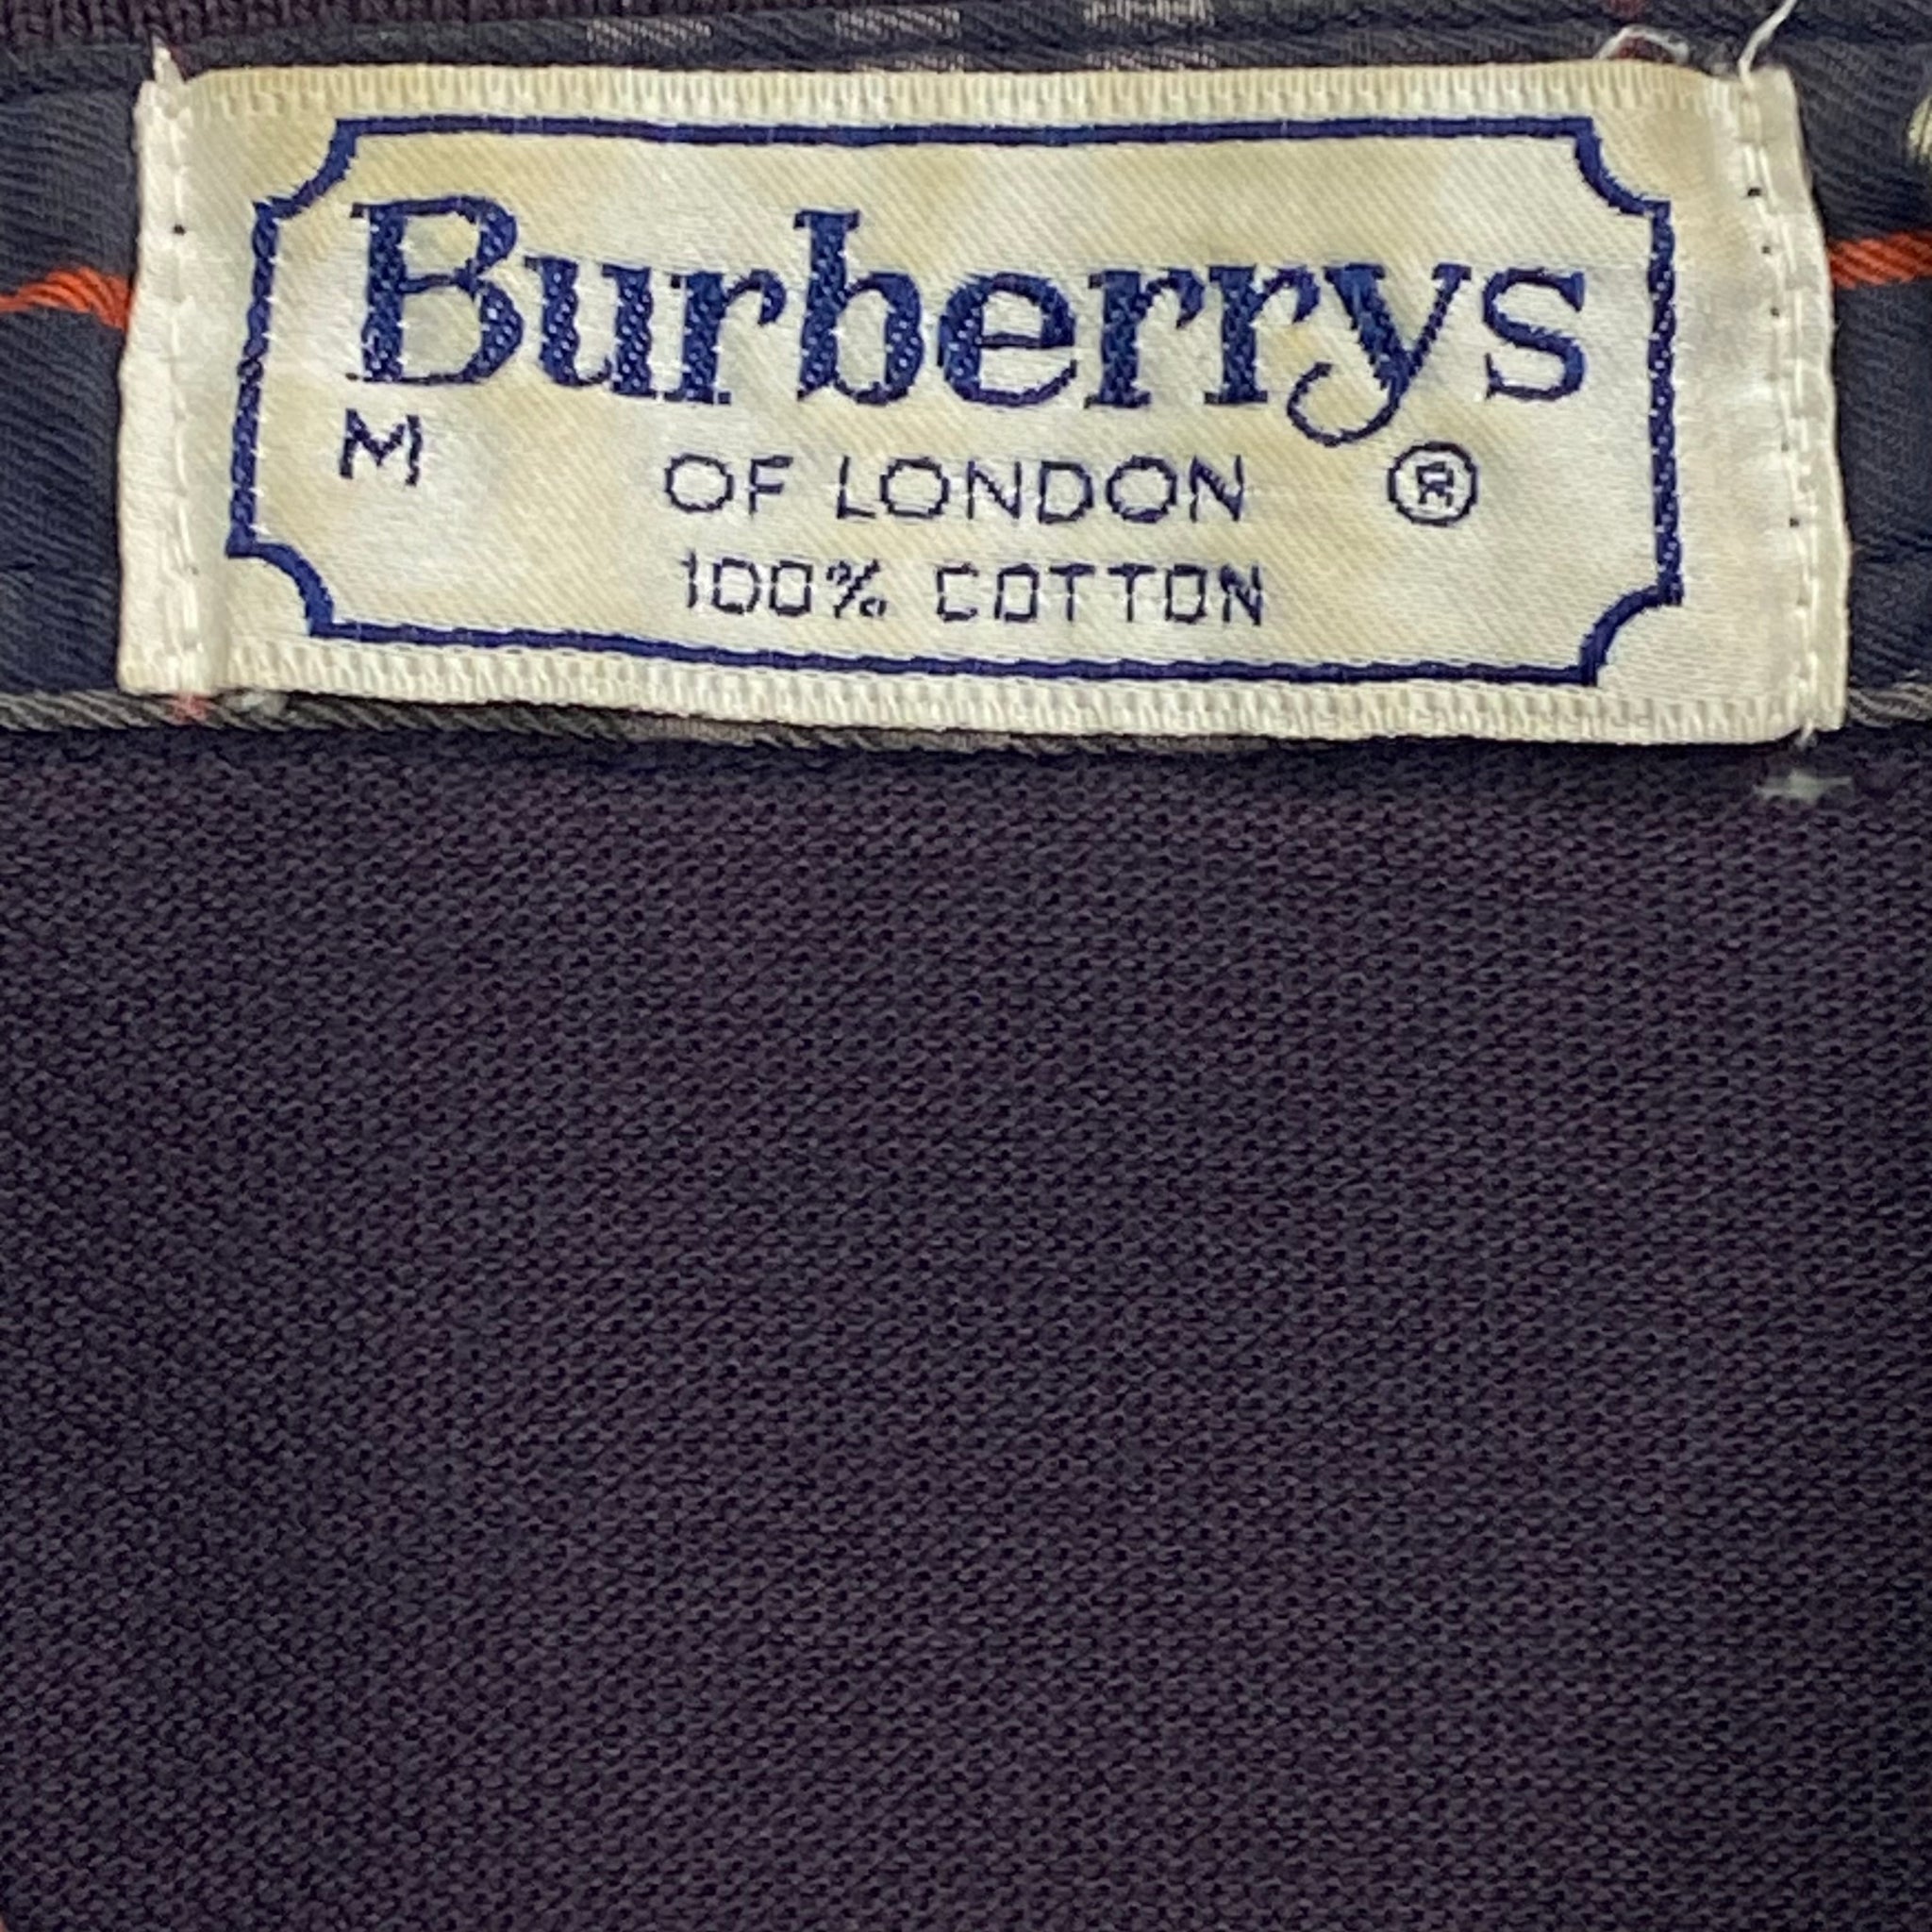 Burberrys
M OF LONDON ®
100% COTTON